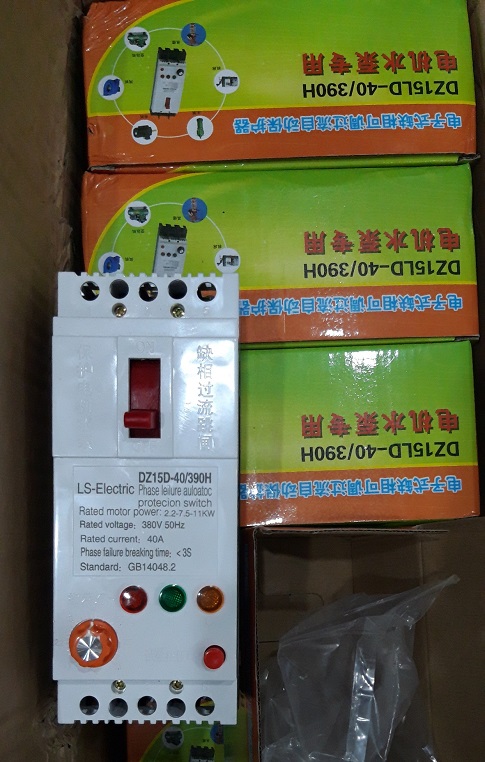 电子式缺相可调过流自动保护器
DZ15LD-40/390H
电机水泵专用
电子式缺相可调过流自动保护器
DZ15LD-40/390H
电机水泵专用
电子式缺相可调过流自动保护器
DZ15LD-40/390H
电机水泵专用
缺相过流跳闸
DZ15D-40/390H
LS-Electric Phase leilure auloatoc
protecion switch
Rated motor power: 2.2-7.5-11KW
Rated voltage: 380V 50Hz
Rated current: 40A
Phase failure breaking time: <3S
Standard: GB14048.2